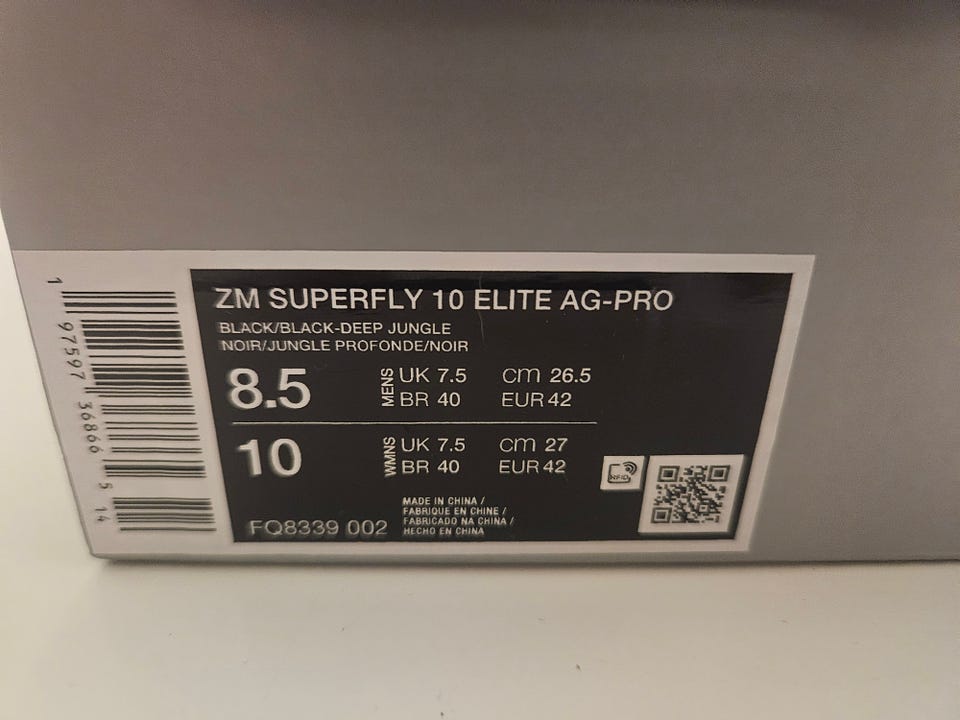 ZM SUPERFLY 10 ELITE AG-PRO
BLACK/BLACK-DEEP JUNGLE
NOIR/JUNGLE PROFONDE/NOIR
8.5 MENS UK 7.5 cm 26.5
BR 40 EUR 42
10 WMNS UK 7.5 cm 27
BR 40 EUR 42
RFID
FQ8339 002
MADE IN CHINA /
FABRIQUE EN CHINE /
FABRICADO NA CHINA /
HECHO EN CHINA
1 97597 36866 5 14